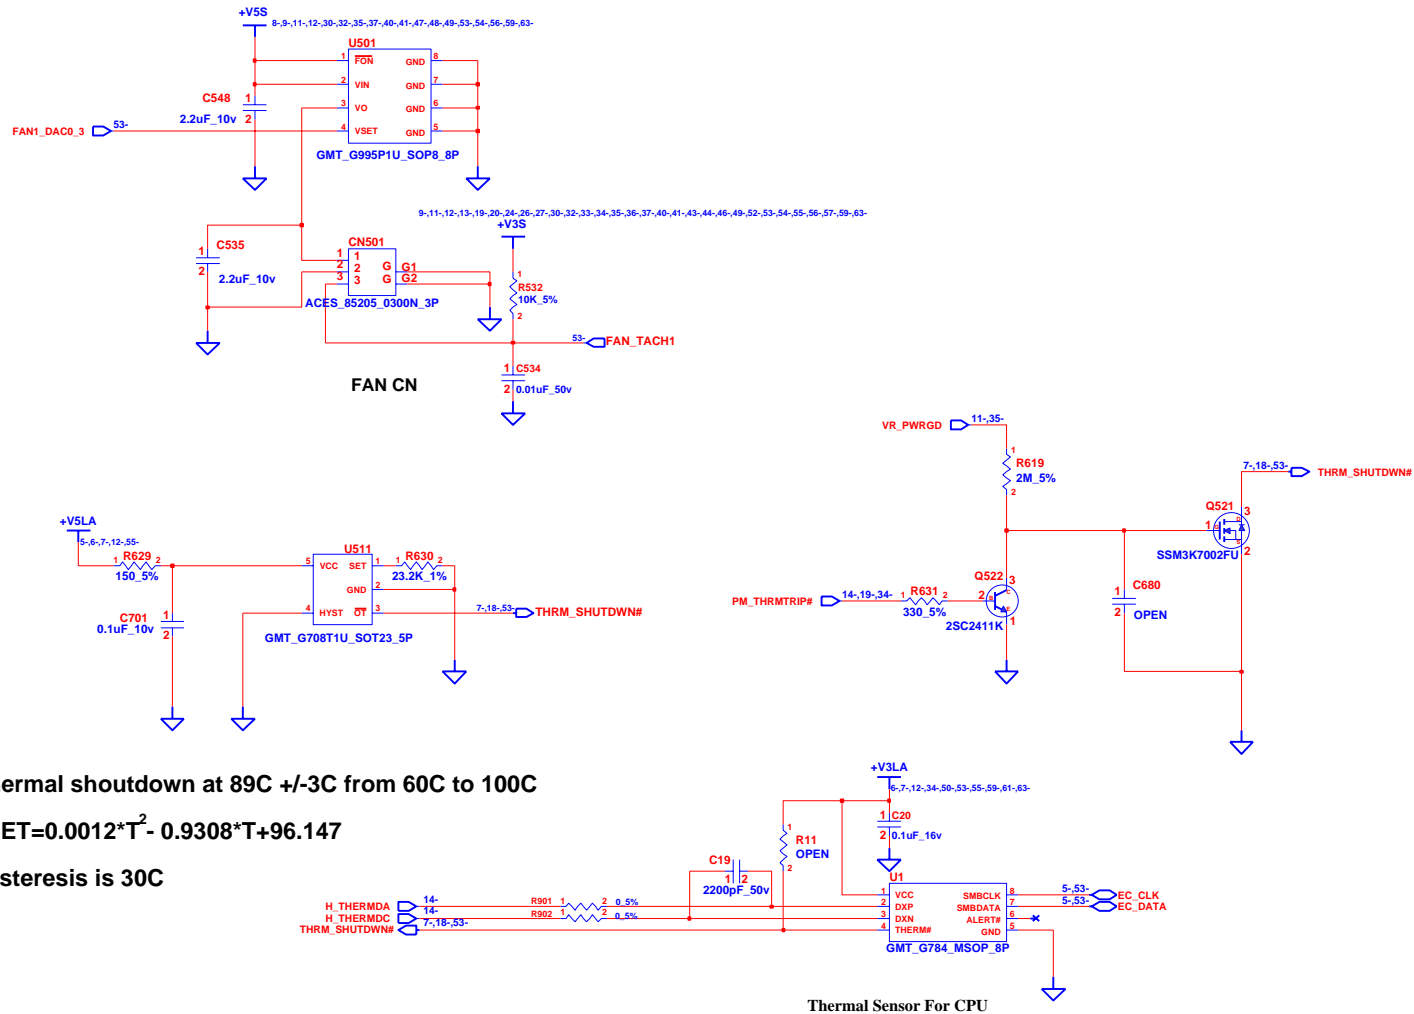 +V5S
8-,9-,11-,12-,30-,32-,35-,37-,40-,41-,47-,48-,49-,53-,54-,56-,59-,63-
U501
1 FON GND 8
2 VIN GND 7
3 VO GND 6
4 VSET GND 5
GMT_G995P1U_SOP8_8P
C548
1
2.2uF_10v 2
FAN1_DAC0_3 53-
9-,11-,12-,13-,19-,20-,24-,26-,27-,30-,32-,33-,34-,35-,36-,37-,40-,41-,43-,44-,46-,49-,52-,53-,54-,55-,56-,57-,59-,63-
+V3S
C535
1
2
2.2uF_10v
CN501
1 1
2 2 G G1
3 3 G G2
ACES_85205_0300N_3P
1
R532
10K_5%
2
53- FAN_TACH1
1 C534
2 0.01uF_50v
FAN CN
VR_PWRGD 11-,35-
1
R619
2M_5%
2
7-,18-,53- THRM_SHUTDWN#
Q521
3
1 G
D
S
2
SSM3K7002FU
Q522
3
PM_THRMTRIP# 14-,19-,34- 1 R631 2
330_5%
2 B
C
E
1
2SC2411K
C680
1
2
OPEN
+V5LA
5-,6-,7-,12-,55-
1 R629 2
150_5%
C701
1
0.1uF_10v
2
U511
5 VCC SET 1
GND 2
4 HYST OT 3
1 R630 2
23.2K_1%
7-,18-,53- THRM_SHUTDWN#
GMT_G708T1U_SOT23_5P
ermal shoutdown at 89C +/-3C from 60C to 100C
ET=0.0012*T2- 0.9308*T+96.147
steresis is 30C
+V3LA
6-,7-,12-,34-,50-,53-,55-,59-,61-,63-
1 C20
2 0.1uF_16v
1
R11
OPEN
2
C19
1 2
2200pF_50v
U1
1 VCC SMBCLK 8
2 DXP SMBDATA 7
3 DXN ALERT# 6
4 THERM# GND 5
GMT_G784_MSOP_8P
5-,53- EC_CLK
5-,53- EC_DATA
H_THERMDA 14- R901 1 2 0_5%
H_THERMDC 14- R902 1 2 0_5%
THRM_SHUTDWN# 7-,18-,53-
Thermal Sensor For CPU